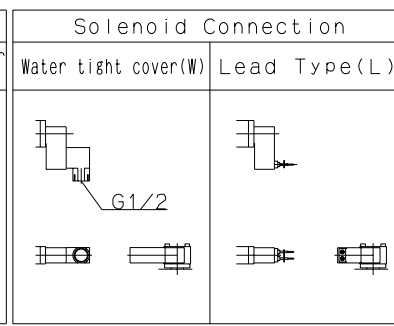 Solenoid Connection
Water tight cover(W)
Lead Type(L)
G1/2